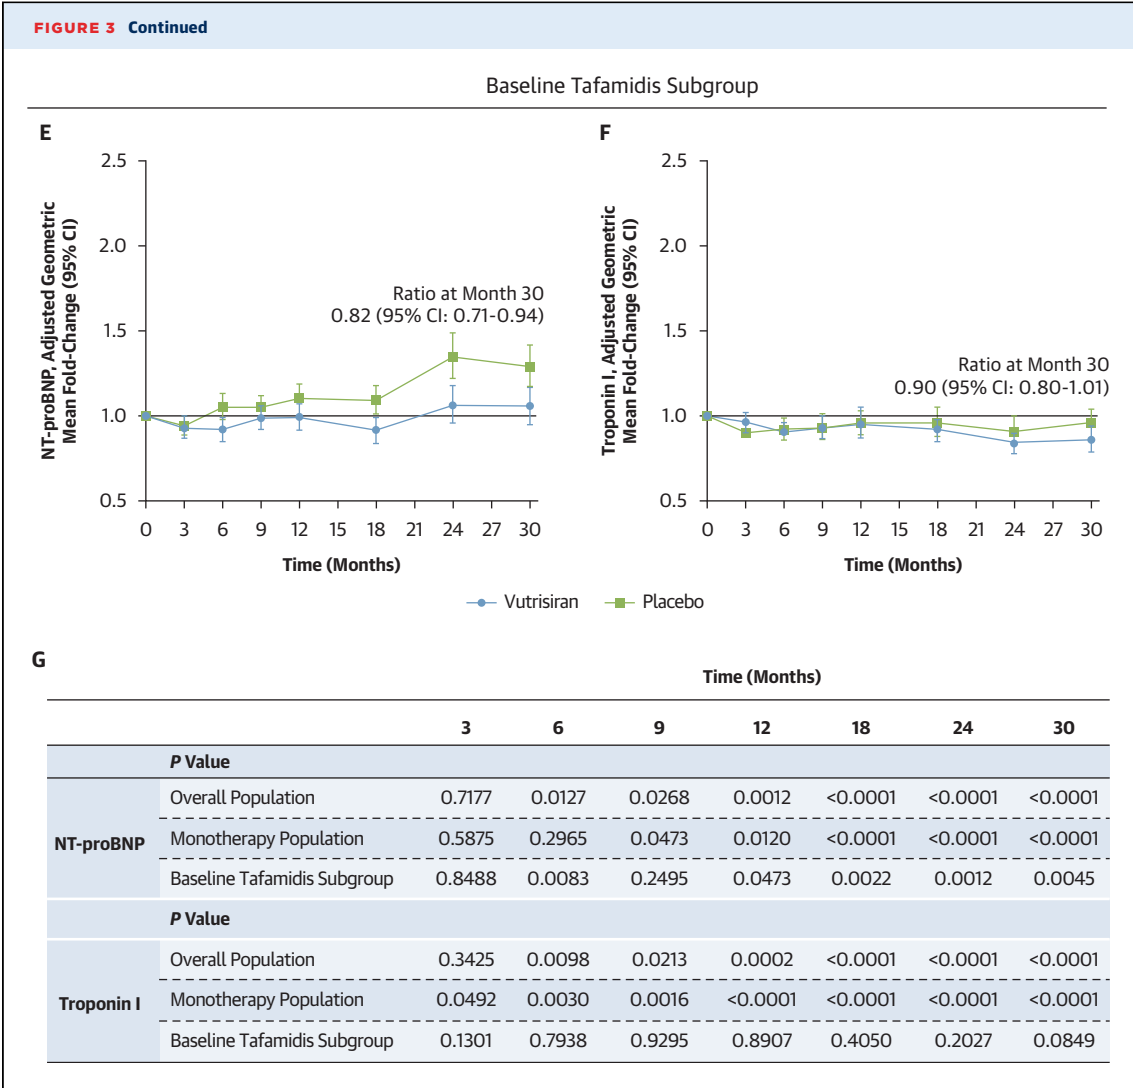 FIGURE 3 Continued
Baseline Tafamidis Subgroup
E
NT-proBNP, Adjusted Geometric
Mean Fold-Change (95% CI)
2.5
2.0
1.5
1.0
0.5
Ratio at Month 30
0.82 (95% CI: 0.71-0.94)
0 3 6 9 12 15 18 21 24 27 30
Time (Months)
F
Troponin I, Adjusted Geometric
Mean Fold-Change (95% CI)
2.5
2.0
1.5
1.0
0.5
Ratio at Month 30
0.90 (95% CI: 0.80-1.01)
0 3 6 9 12 15 18 21 24 27 30
Time (Months)
Vutrisiran Placebo
G
Time (Months)
3 6 9 12 18 24 30
P Value
NT-proBNP
Overall Population 0.7177 0.0127 0.0268 0.0012 <0.0001 <0.0001 <0.0001
Monotherapy Population 0.5875 0.2965 0.0473 0.0120 <0.0001 <0.0001 <0.0001
Baseline Tafamidis Subgroup 0.8488 0.0083 0.2495 0.0473 0.0022 0.0012 0.0045
P Value
Troponin I
Overall Population 0.3425 0.0098 0.0213 0.0002 <0.0001 <0.0001 <0.0001
Monotherapy Population 0.0492 0.0030 0.0016 <0.0001 <0.0001 <0.0001 <0.0001
Baseline Tafamidis Subgroup 0.1301 0.7938 0.9295 0.8907 0.4050 0.2027 0.0849